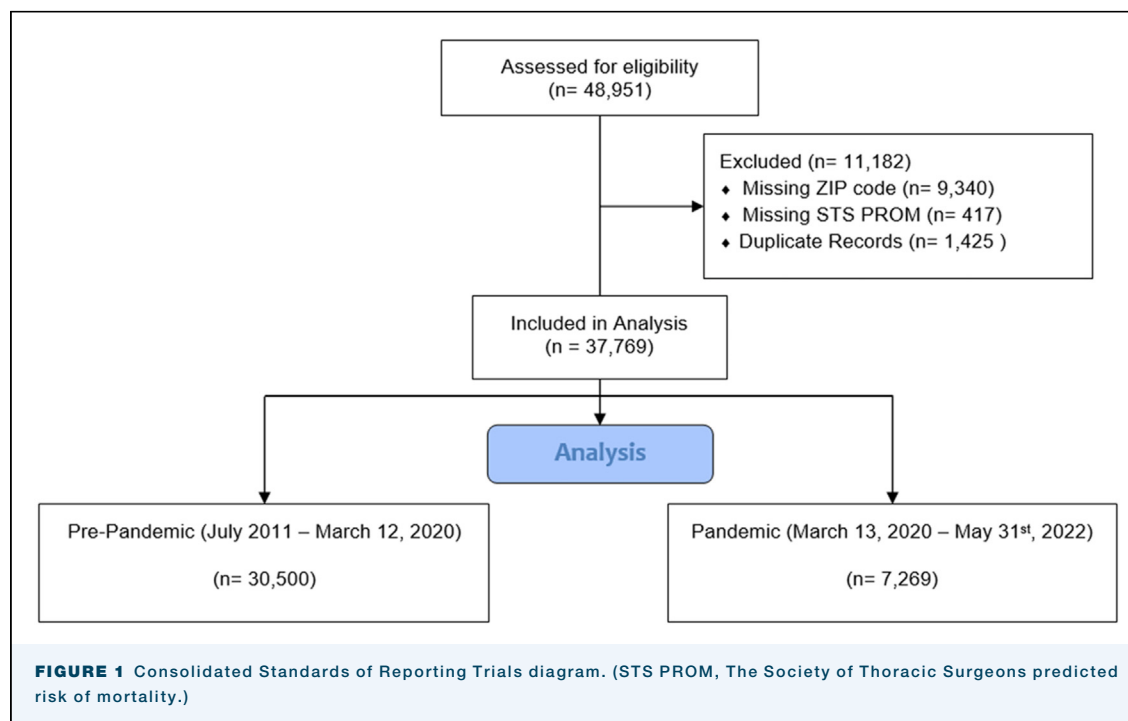 Assessed for eligibility
(n= 48,951)
Excluded (n= 11,182)
♦ Missing ZIP code (n= 9,340)
♦ Missing STS PROM (n= 417)
♦ Duplicate Records (n= 1,425 )
Included in Analysis
(n = 37,769)
Analysis
Pre-Pandemic (July 2011 – March 12, 2020)
(n= 30,500)
Pandemic (March 13, 2020 – May 31st, 2022)
(n= 7,269)
FIGURE 1 Consolidated Standards of Reporting Trials diagram. (STS PROM, The Society of Thoracic Surgeons predicted
risk of mortality.)